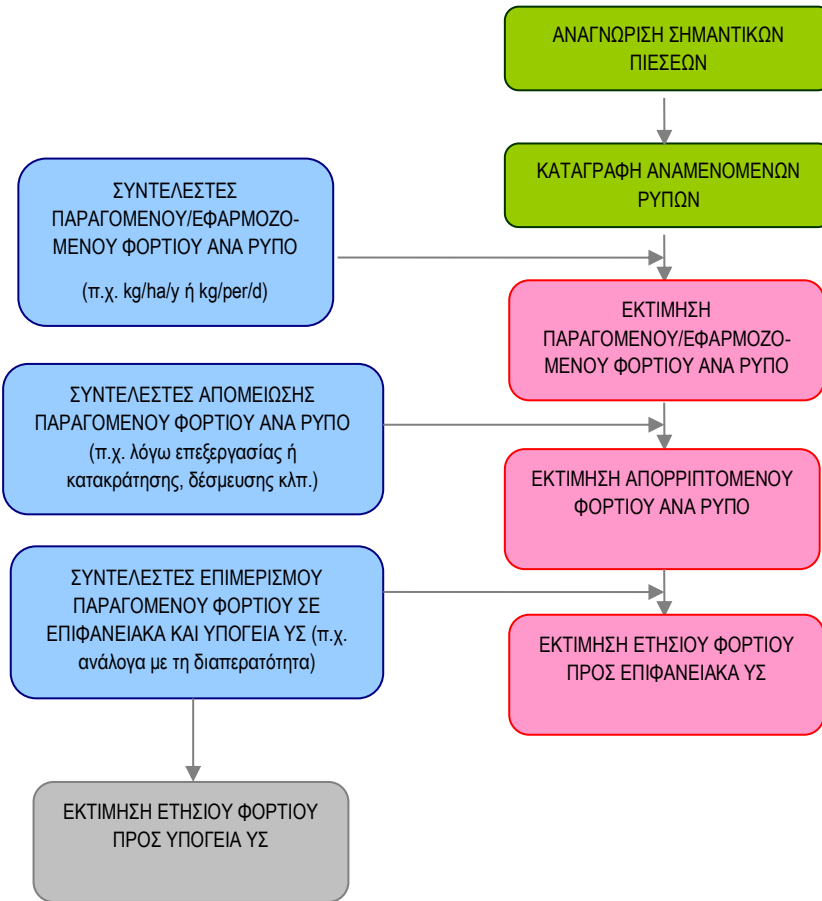 ΑΝΑΓΝΩΡΙΣΗ ΣΗΜΑΝΤΙΚΩΝ
ΠΙΕΣΕΩΝ
ΚΑΤΑΓΡΑΦΗ ΑΝΑΜΕΝΟΜΕΝΩΝ
ΡΥΠΩΝ
ΣΥΝΤΕΛΕΣΤΕΣ
ΠΑΡΑΓΟΜΕΝΟΥ/ΕΦΑΡΜΟΖΟ-
ΜΕΝΟΥ ΦΟΡΤΙΟΥ ΑΝΑ ΡΥΠΟ
(π.χ. kg/ha/y ή kg/per/d)
ΕΚΤΙΜΗΣΗ
ΠΑΡΑΓΟΜΕΝΟΥ/ΕΦΑΡΜΟΖΟ-
ΜΕΝΟΥ ΦΟΡΤΙΟΥ ΑΝΑ ΡΥΠΟ
ΣΥΝΤΕΛΕΣΤΕΣ ΑΠΟΜΕΙΩΣΗΣ
ΠΑΡΑΓΟΜΕΝΟΥ ΦΟΡΤΙΟΥ ΑΝΑ ΡΥΠΟ
(π.χ. λόγω επεξεργασίας ή
κατακράτησης, δέσμευσης κλπ.)
ΕΚΤΙΜΗΣΗ ΑΠΟΡΡΙΠΤΟΜΕΝΟΥ
ΦΟΡΤΙΟΥ ΑΝΑ ΡΥΠΟ
ΣΥΝΤΕΛΕΣΤΕΣ ΕΠΙΜΕΡΙΣΜΟΥ
ΠΑΡΑΓΟΜΕΝΟΥ ΦΟΡΤΙΟΥ ΣΕ
ΕΠΙΦΑΝΕΙΑΚΑ ΚΑΙ ΥΠΟΓΕΙΑ ΥΣ (π.χ.
ανάλογα με τη διαπερατότητα)
ΕΚΤΙΜΗΣΗ ΕΤΗΣΙΟΥ ΦΟΡΤΙΟΥ
ΠΡΟΣ ΕΠΙΦΑΝΕΙΑΚΑ ΥΣ
ΕΚΤΙΜΗΣΗ ΕΤΗΣΙΟΥ ΦΟΡΤΙΟΥ
ΠΡΟΣ ΥΠΟΓΕΙΑ ΥΣ